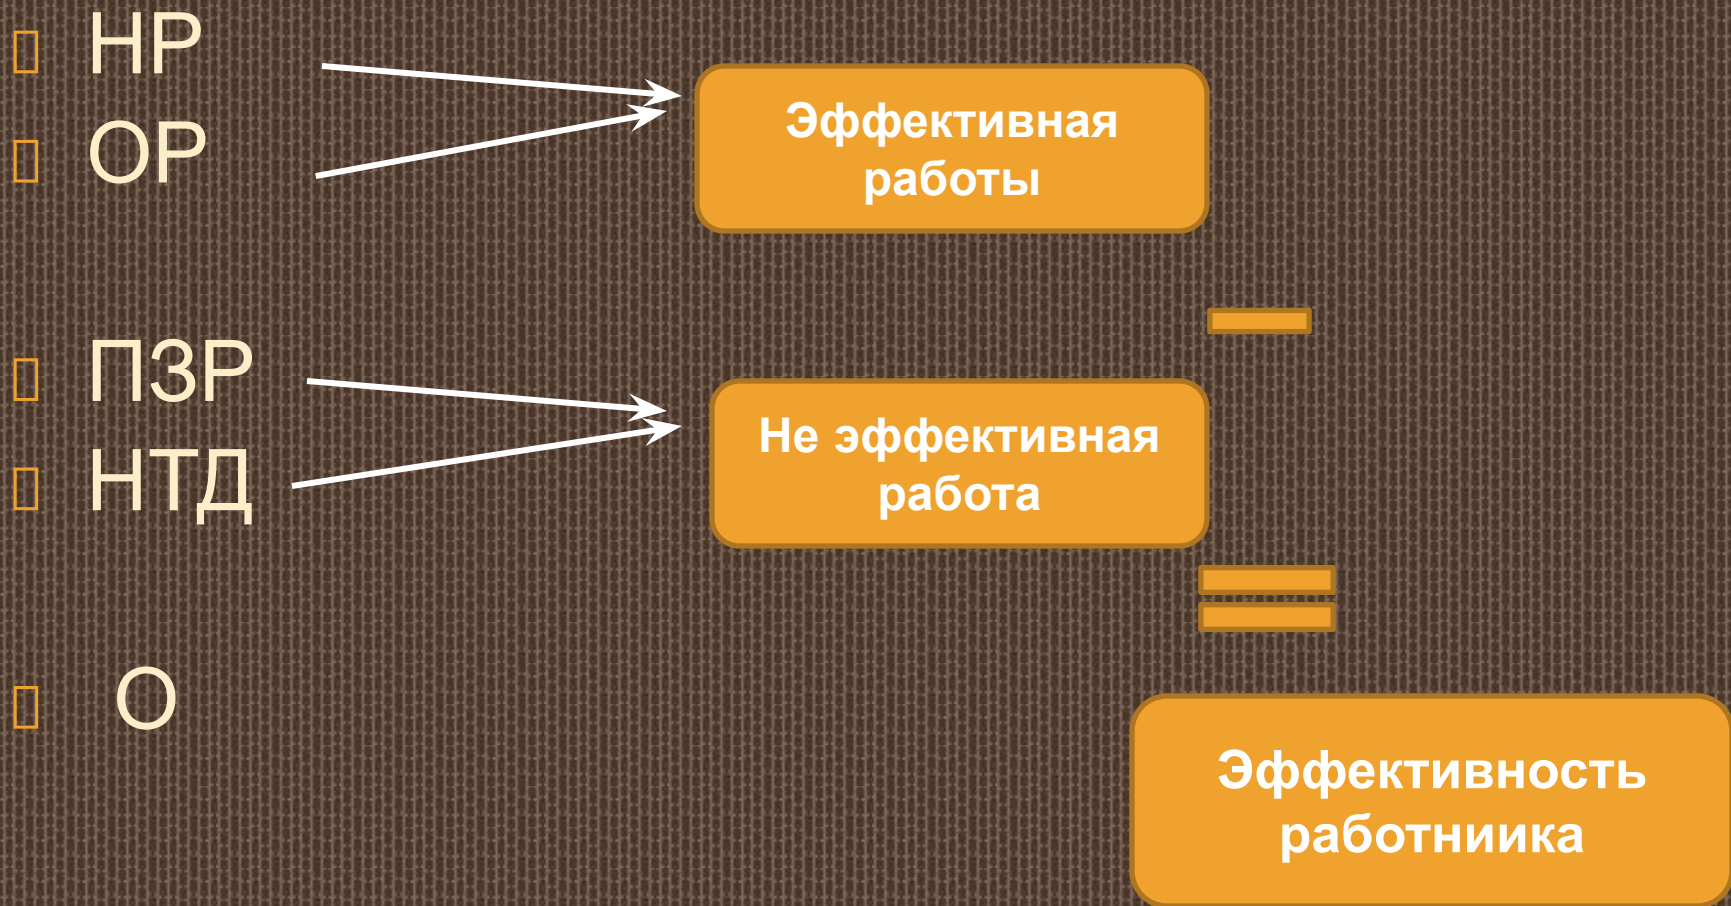 НР
ОР
Эффективная
работы
ПЗР
НТД
Не эффективная
работа
О
Эффективность
работниика